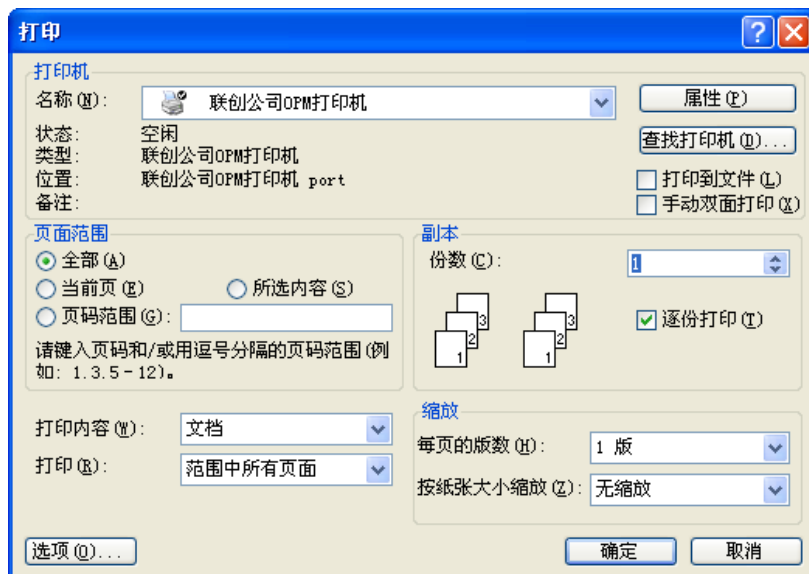 打印
打印机
名称(N): 联创公司OPM打印机 属性(P)
状态: 空闲 查找打印机(D)...
类型: 联创公司OPM打印机
位置: 联创公司OPM打印机 port 打印到文件(L)
备注: 手动双面打印(X)
页面范围
全部(A)
当前页(E) 所选内容(S)
页码范围(G):
请键入页码和/或用逗号分隔的页码范围(例
如: 1.3.5-12)。
副本
份数(C): 1
逐份打印(T)
3
2
1
3
2
1
打印内容(W): 文档
打印(R): 范围中所有页面
缩放
每页的版数(H): 1 版
按纸张大小缩放(Z): 无缩放
选项(O)... 确定 取消